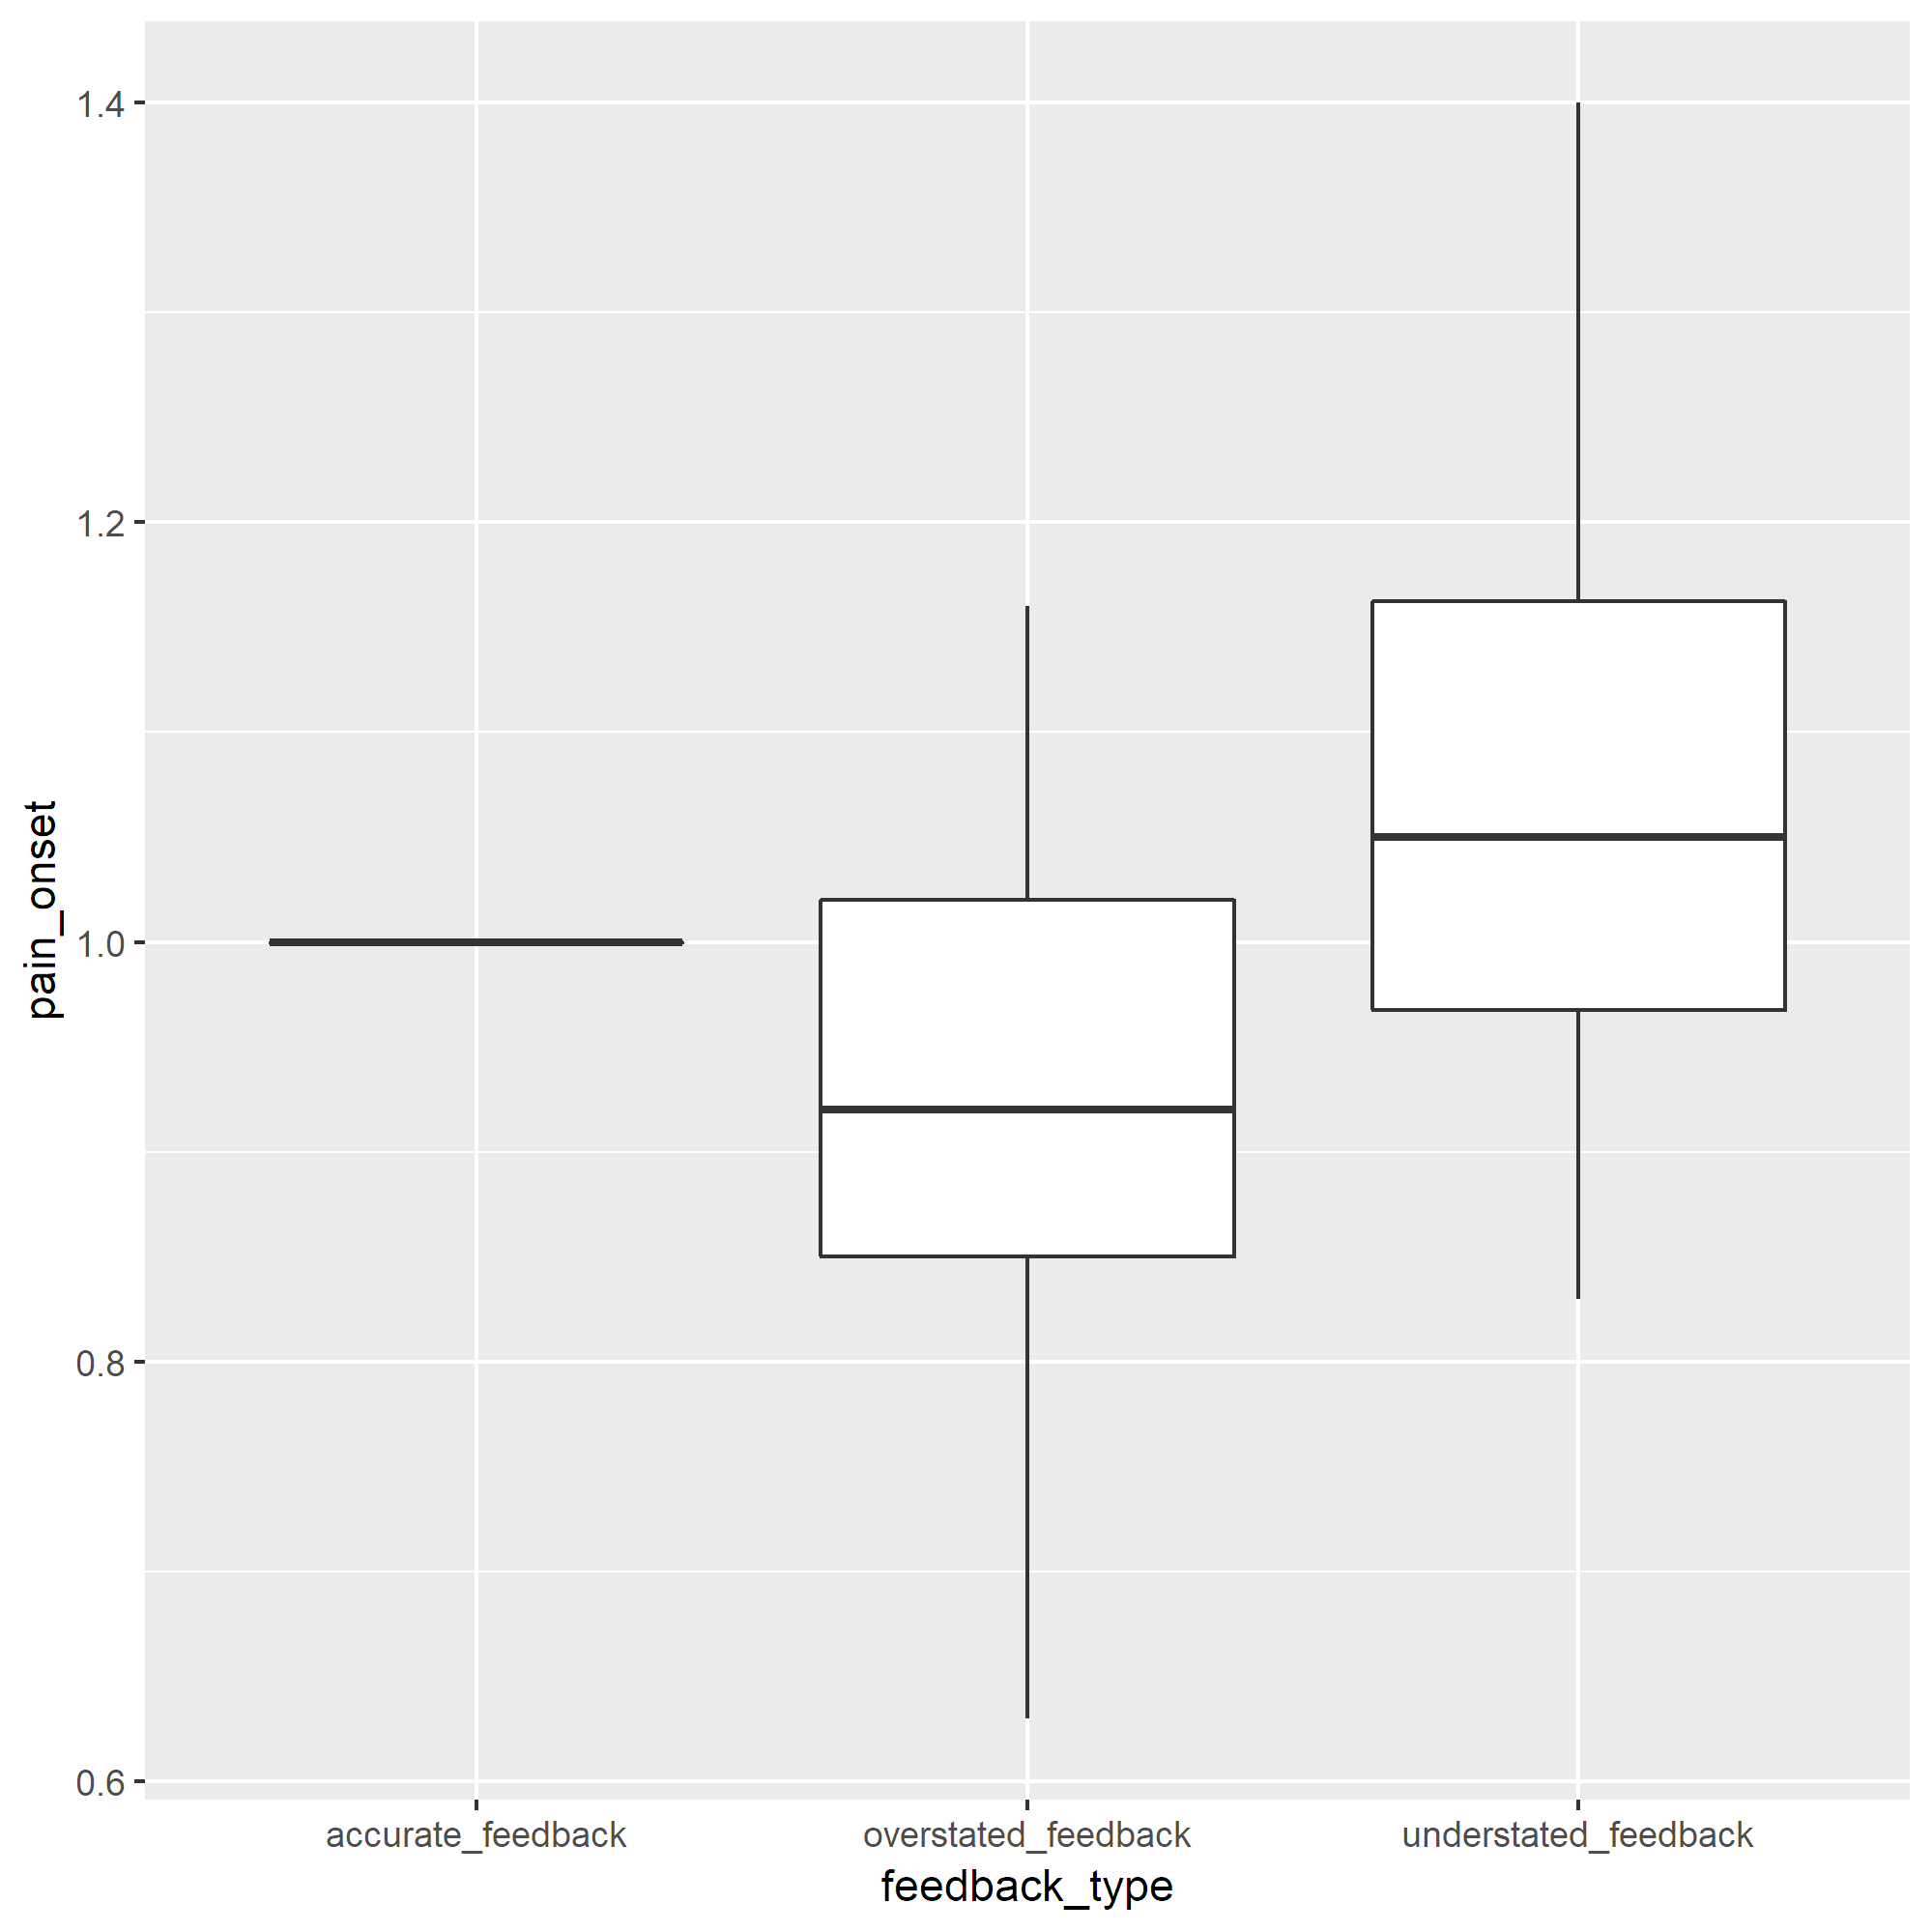 pain_onset
1.4
1.2
1.0
0.8
0.6
accurate_feedback
overstated_feedback
understated_feedback
feedback_type